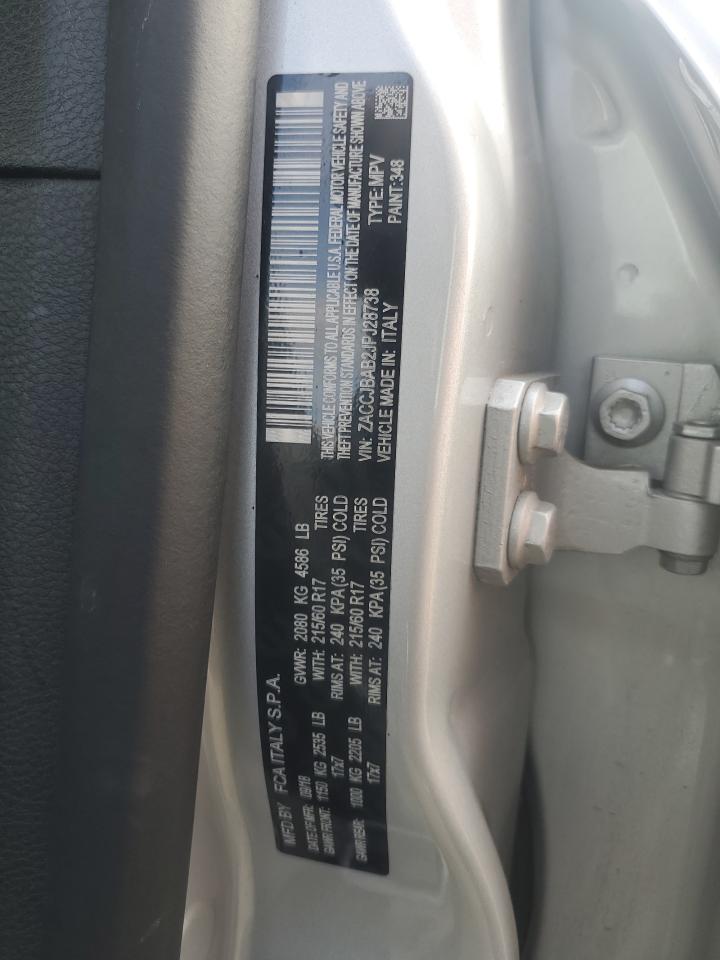 MFD BY FCA ITALY S.P.A.
DATE OF MFR: 09/18 GVWR: 2080 KG 4586 LB
GAWR FRONT: 1150 KG 2535 LB WITH: 215/60 R17 TIRES
17x7 RIMS AT: 240 KPA(35 PSI) COLD
GAWR REAR: 1000 KG 2205 LB WITH: 215/60 R17 TIRES
17x7 RIMS AT: 240 KPA(35 PSI) COLD
THIS VEHICLE CONFORMS TO ALL APPLICABLE U.S.A. FEDERAL MOTOR VEHICLE SAFETY AND
THEFT PREVENTION STANDARDS IN EFFECT ON THE DATE OF MANUFACTURE SHOWN ABOVE
VIN: ZACCJBAB2JPJ28738 TYPE: MPV
VEHICLE MADE IN: ITALY PAINT:348